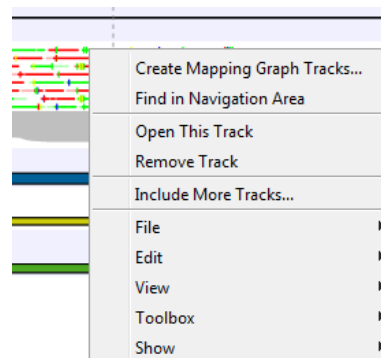 Create Mapping Graph Tracks...
Find in Navigation Area
Open This Track
Remove Track
Include More Tracks...
File
Edit
View
Toolbox
Show